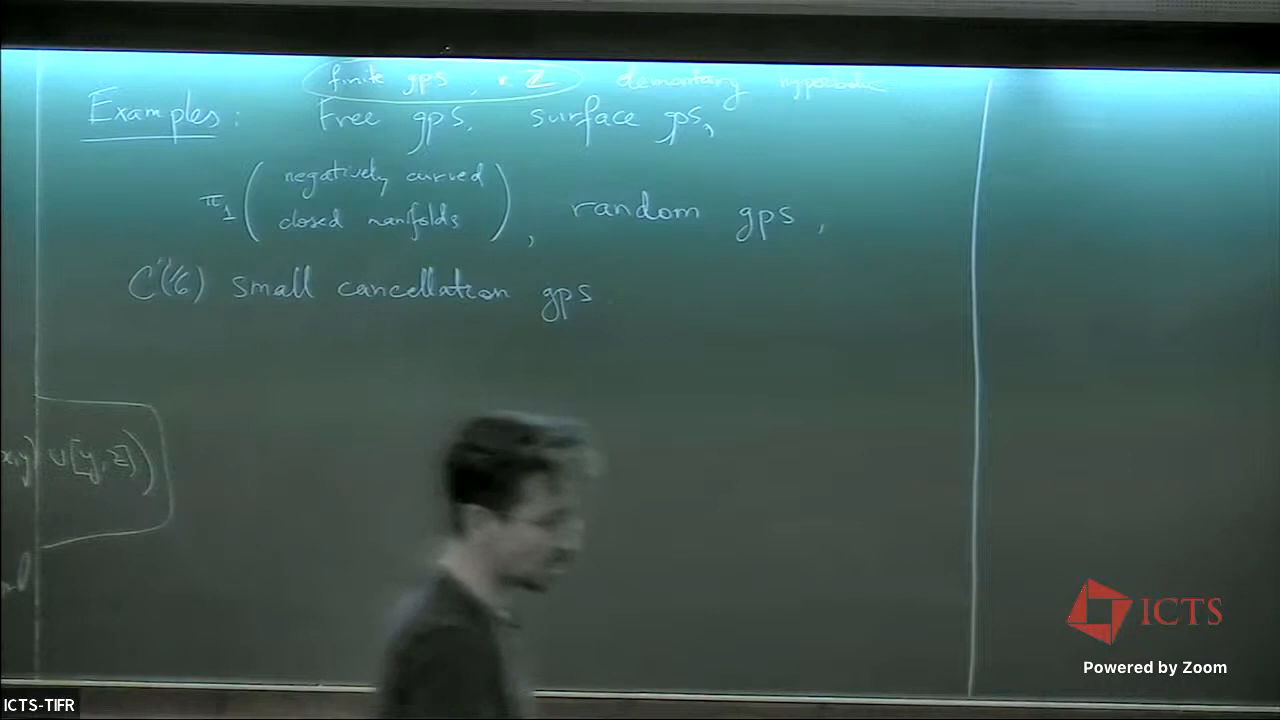 finite gps, v. Z elementary hyperbolic
Examples: Free gps, surface gps,
π₁ ( negatively curved
closed manifolds ), random gps,
C'(1/6) small cancellation gps.
x,y] ∪ [y,z])
ICTS
Powered by Zoom
ICTS-TIFR